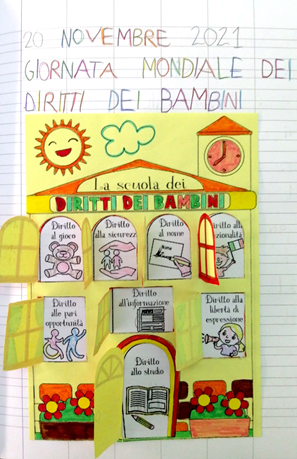 20 NOVEMBRE 2021
GIORNATA MONDIALE DEI
DIRITTI DEI BAMBINI
La scuola dei
DIRITTI DEI BAMBINI
Diritto
al gioco
Diritto
alla sicurezza
Diritto
al nome
Diritto alla
Diritto
alle pari
opportunità
Diritto
all'informazione
Diritto alla
libertà di
espressione
Diritto
allo studio